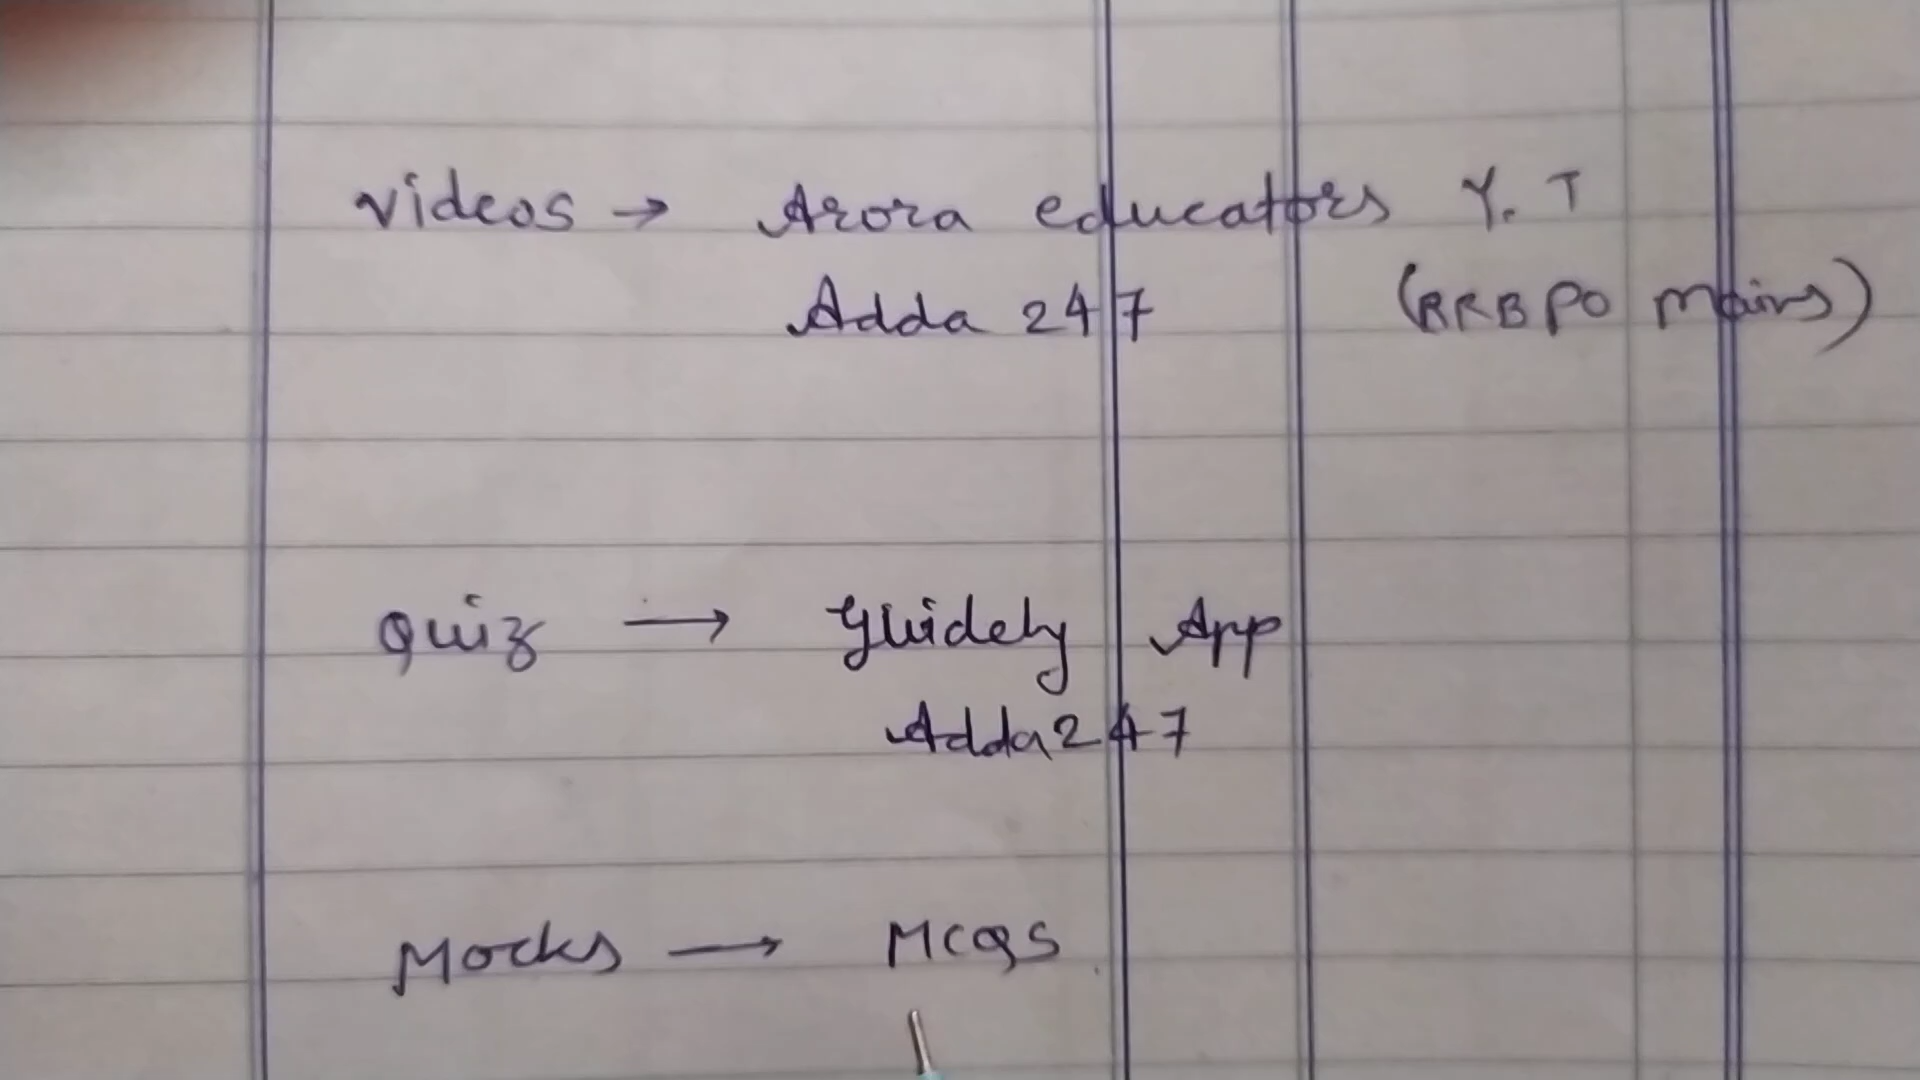 Videos → Arora educators Y.T
Adda 247 (RRB PO Mains)
Quiz → Guidely App
Adda247
Mocks → MCQS